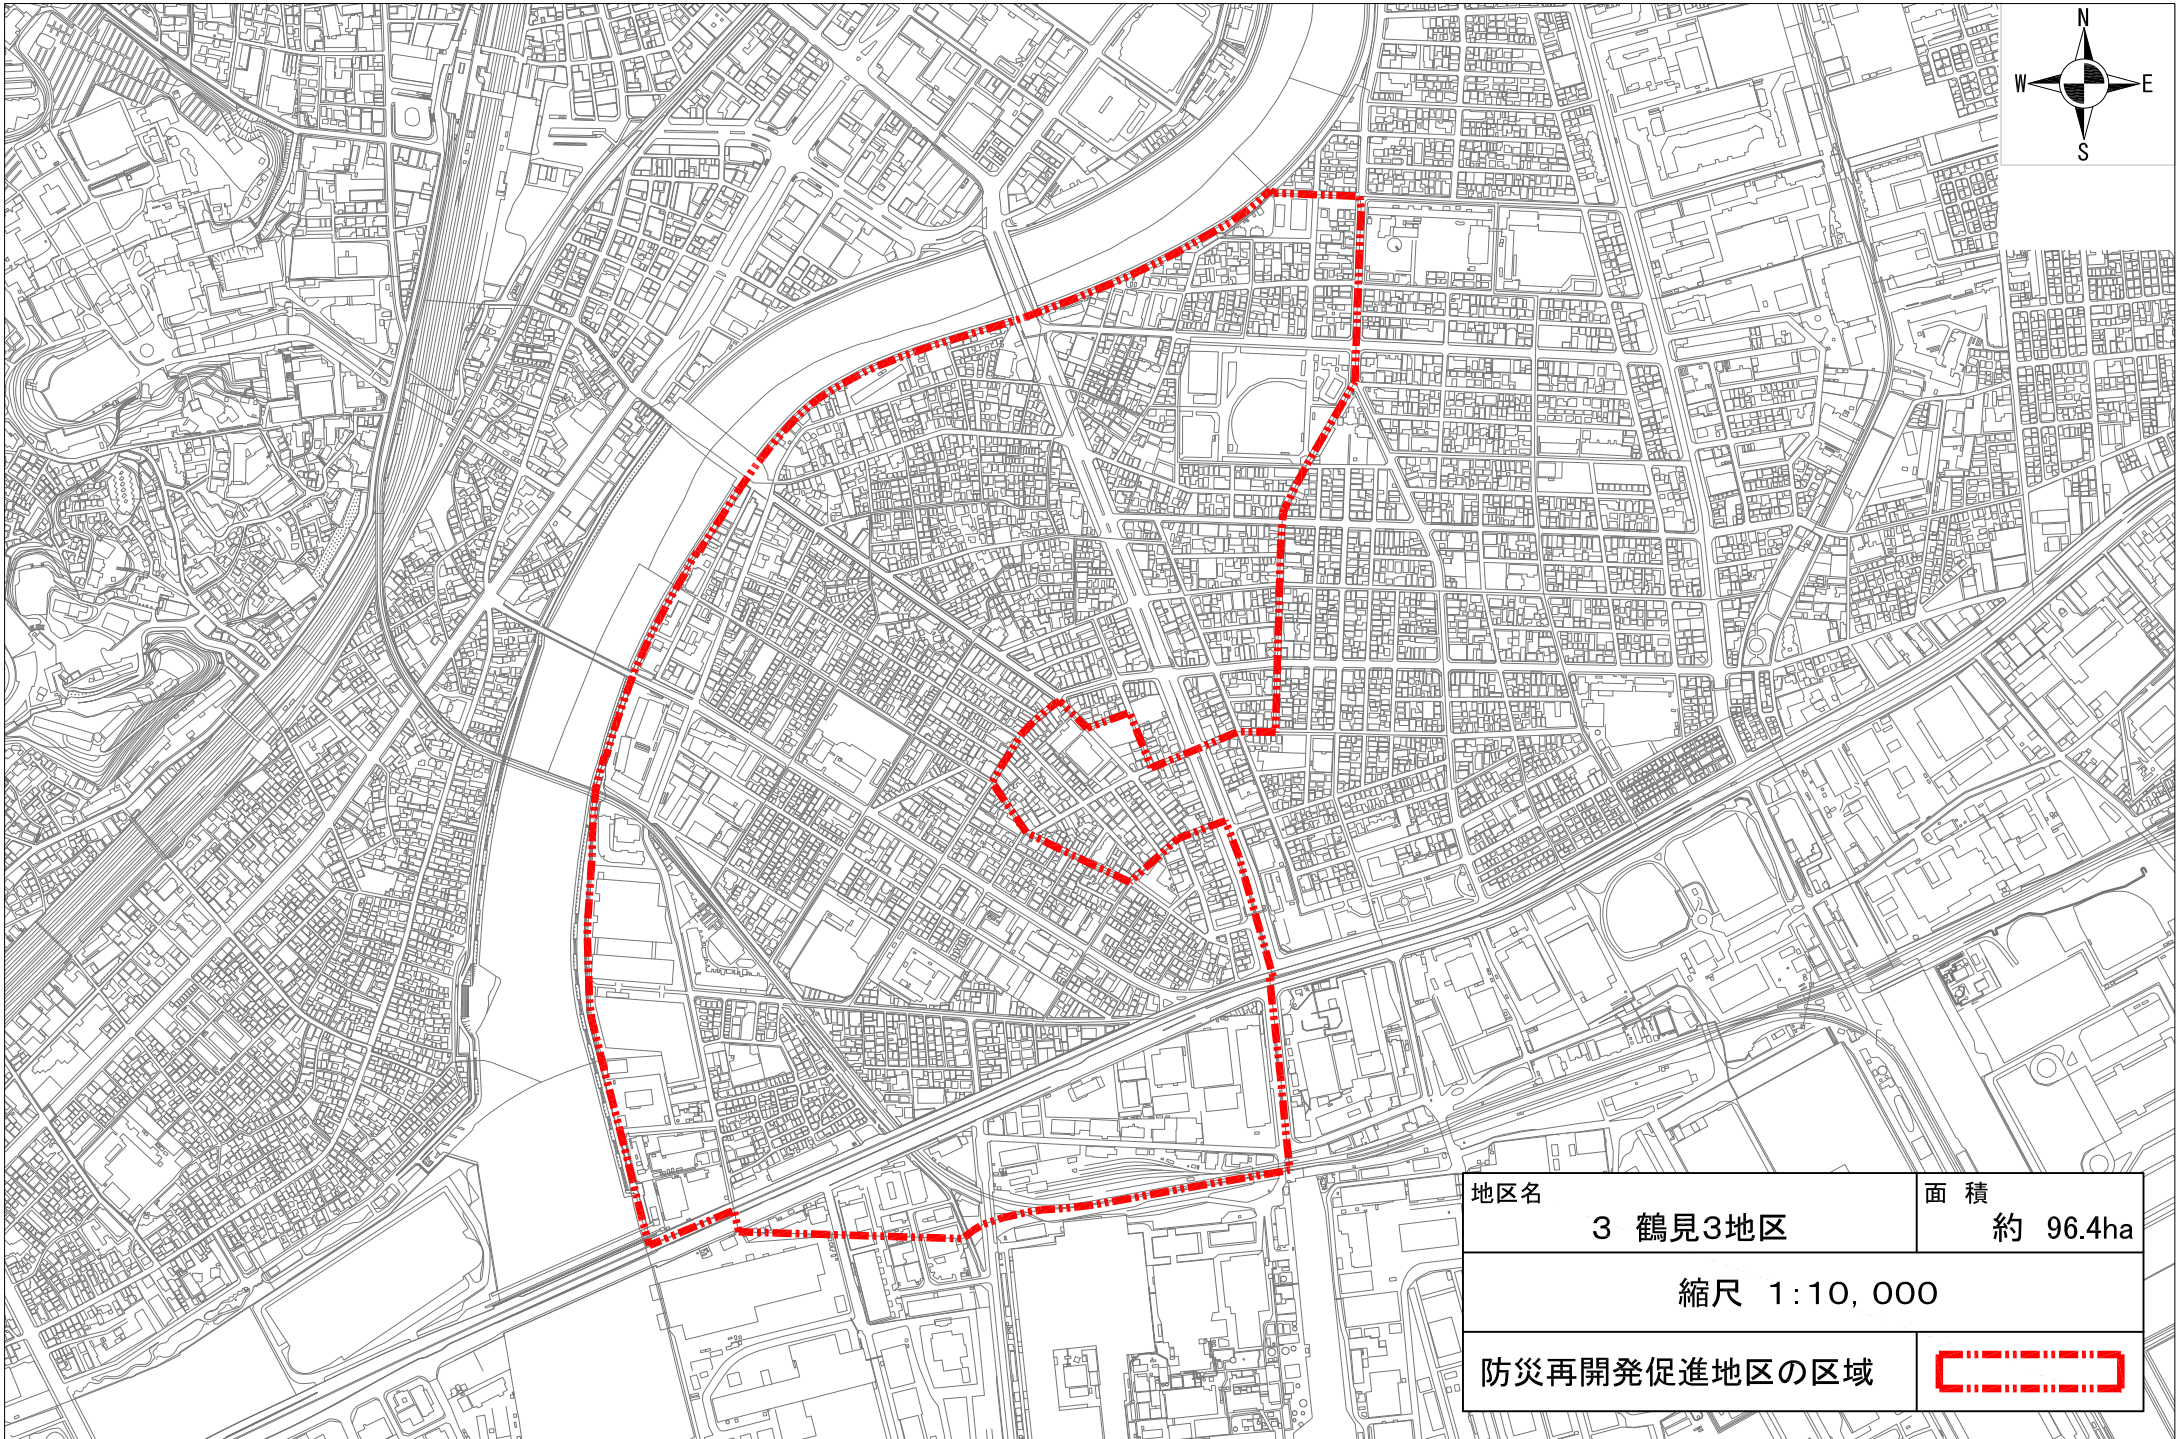 N
W E
S
地区名
3 鶴見3地区
面 積
約 96.4ha
縮尺 1:10,000
防災再開発促進地区の区域